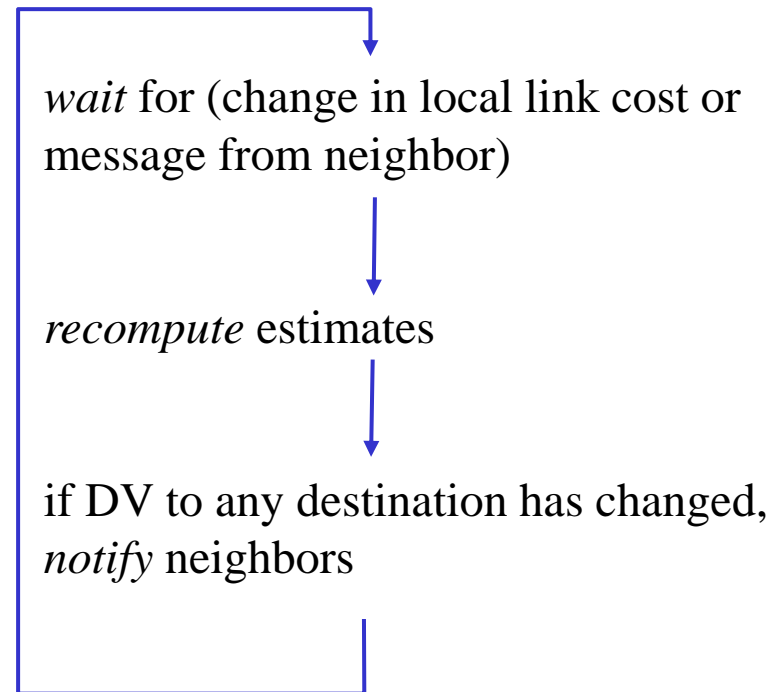 wait for (change in local link cost or
message from neighbor)
recompute estimates
if DV to any destination has changed,
notify neighbors